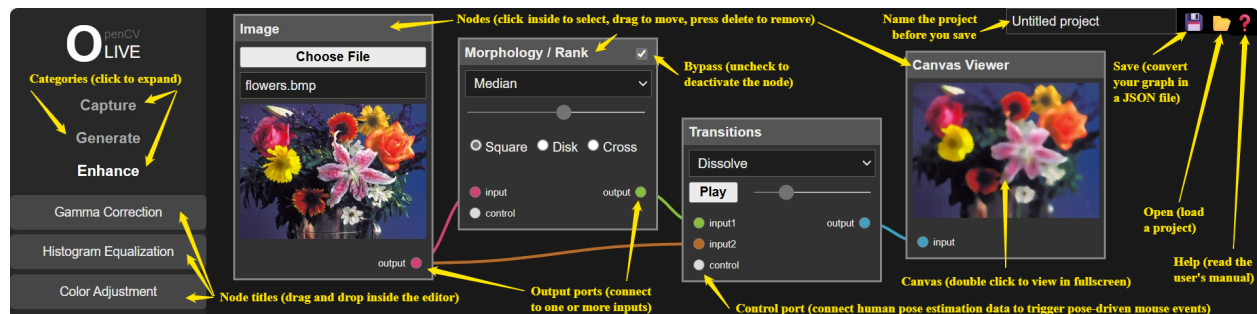 OpenCV
LIVE
Categories (click to expand)
Capture
Generate
Enhance
Gamma Correction
Histogram Equalization
Color Adjustment
Node titles (drag and drop inside the editor)
Nodes (click inside to select, drag to move, press delete to remove)
Image
Choose File
flowers.bmp
output
Output ports (connect
to one or more inputs)
Morphology / Rank
Bypass (uncheck to
deactivate the node)
Median
Square Disk Cross
input output
control
Transitions
Dissolve
Play
input1 output
input2
control
Control port (connect human pose estimation data to trigger pose-driven mouse events)
Canvas Viewer
input
Canvas (double click to view in fullscreen)
Name the project
before you save
Untitled project
Save (convert
your graph in
a JSON file)
Open (load
a project)
Help (read the
user's manual)